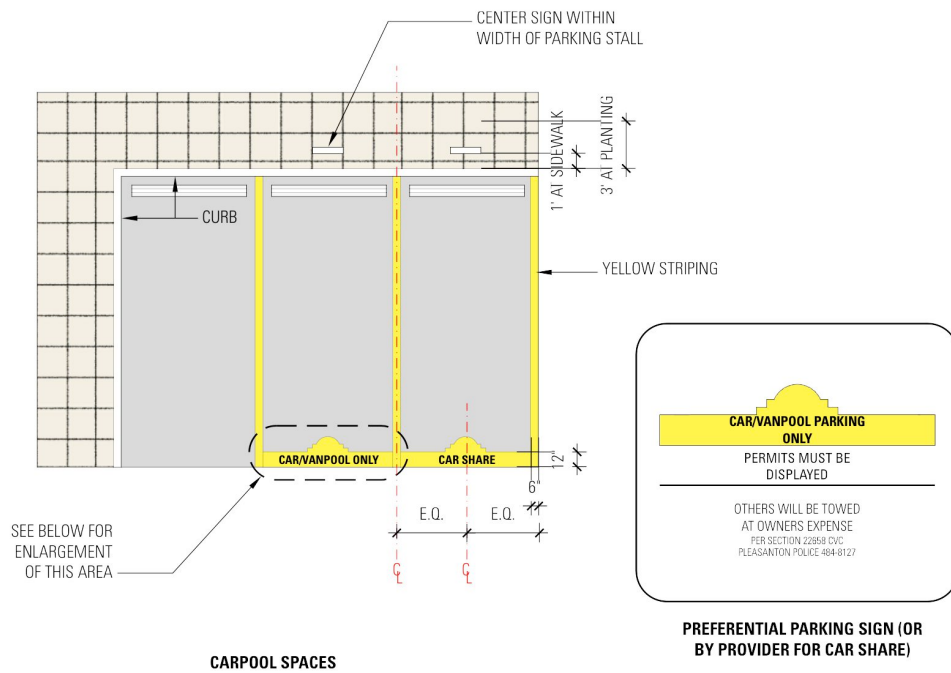 CENTER SIGN WITHIN
WIDTH OF PARKING STALL
1' AT SIDEWALK
3' AT PLANTING
CURB
YELLOW STRIPING
CAR/VANPOOL ONLY
CAR SHARE
12"
6"
E.Q.
E.Q.
SEE BELOW FOR
ENLARGEMENT
OF THIS AREA
CL
CL
CARPOOL SPACES
CAR/VANPOOL PARKING
ONLY
PERMITS MUST BE
DISPLAYED
OTHERS WILL BE TOWED
AT OWNERS EXPENSE
PER SECTION 22658 CVC
PLEASANTON POLICE 484-8127
PREFERENTIAL PARKING SIGN (OR
BY PROVIDER FOR CAR SHARE)